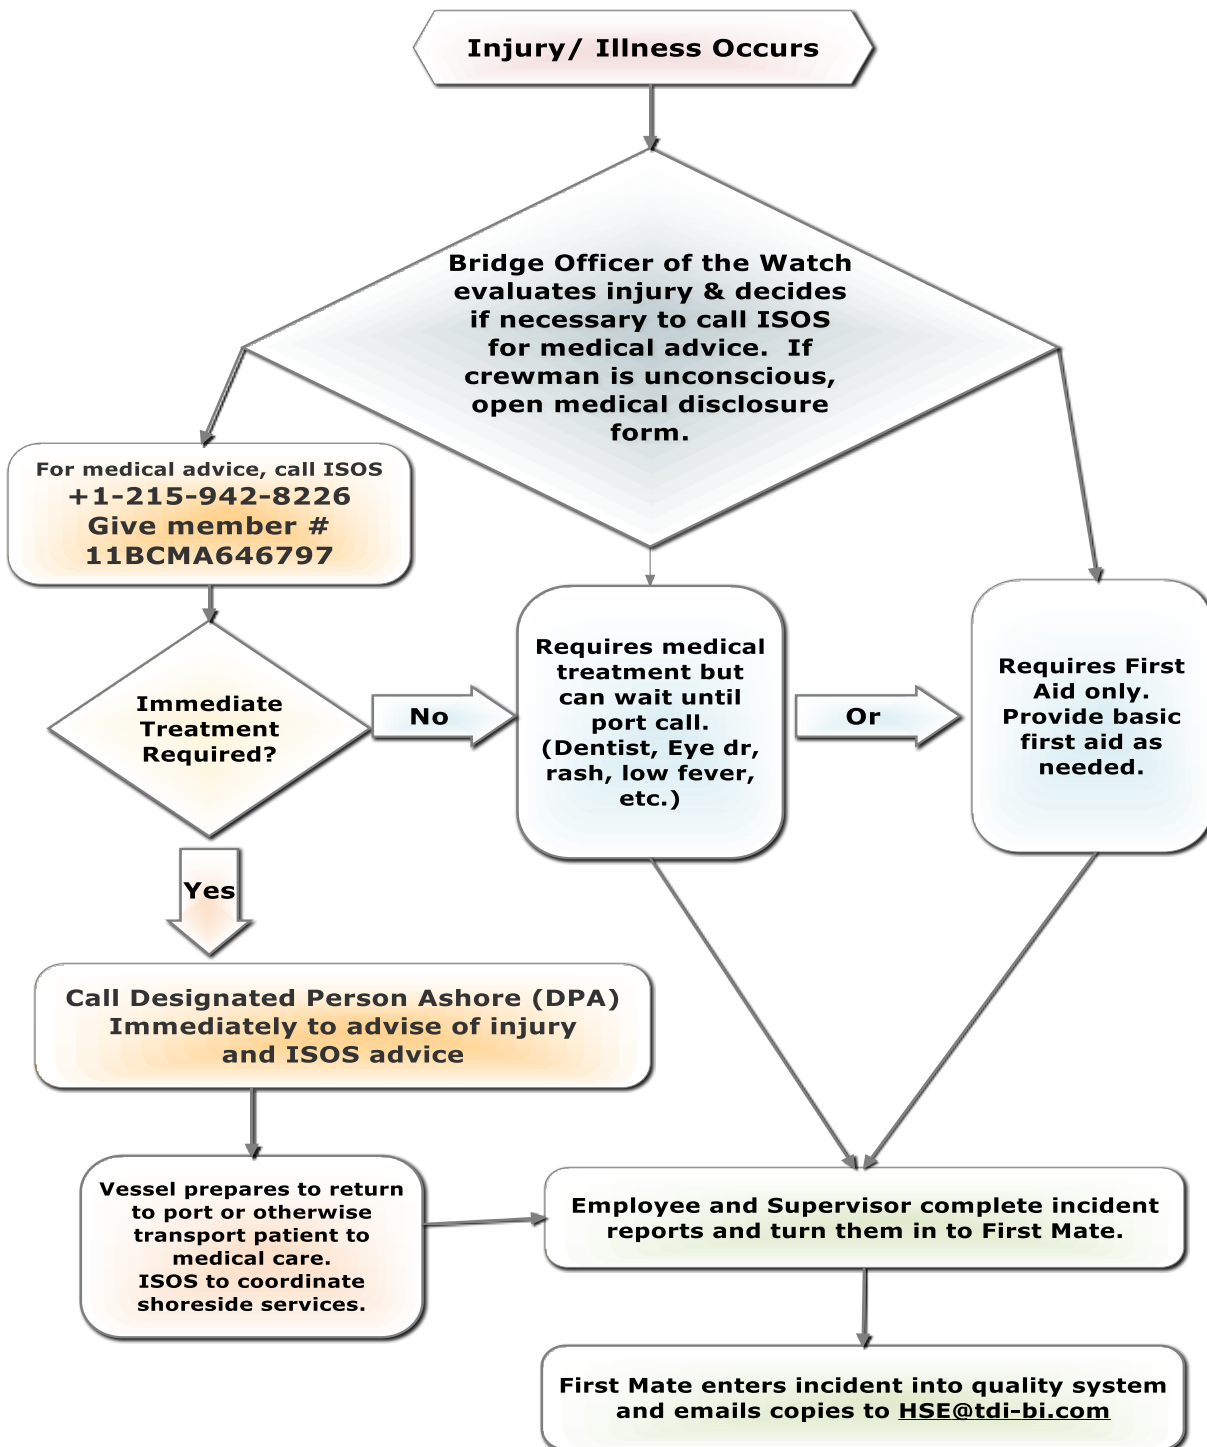 Injury/ Illness Occurs
Bridge Officer of the Watch
evaluates injury & decides
if necessary to call ISOS
for medical advice.  If
crewman is unconscious,
open medical disclosure
form.
For medical advice, call ISOS
+1-215-942-8226
Give member #
11BCMA646797
Immediate
Treatment
Required?
No
Requires medical
treatment but
can wait until
port call.
(Dentist, Eye dr,
rash, low fever,
etc.)
Or
Requires First
Aid only.
Provide basic
first aid as
needed.
Yes
Call Designated Person Ashore (DPA)
Immediately to advise of injury
and ISOS advice
Vessel prepares to return
to port or otherwise
transport patient to
medical care.
ISOS to coordinate
shoreside services.
Employee and Supervisor complete incident
reports and turn them in to First Mate.
First Mate enters incident into quality system
and emails copies to HSE@tdi-bi.com